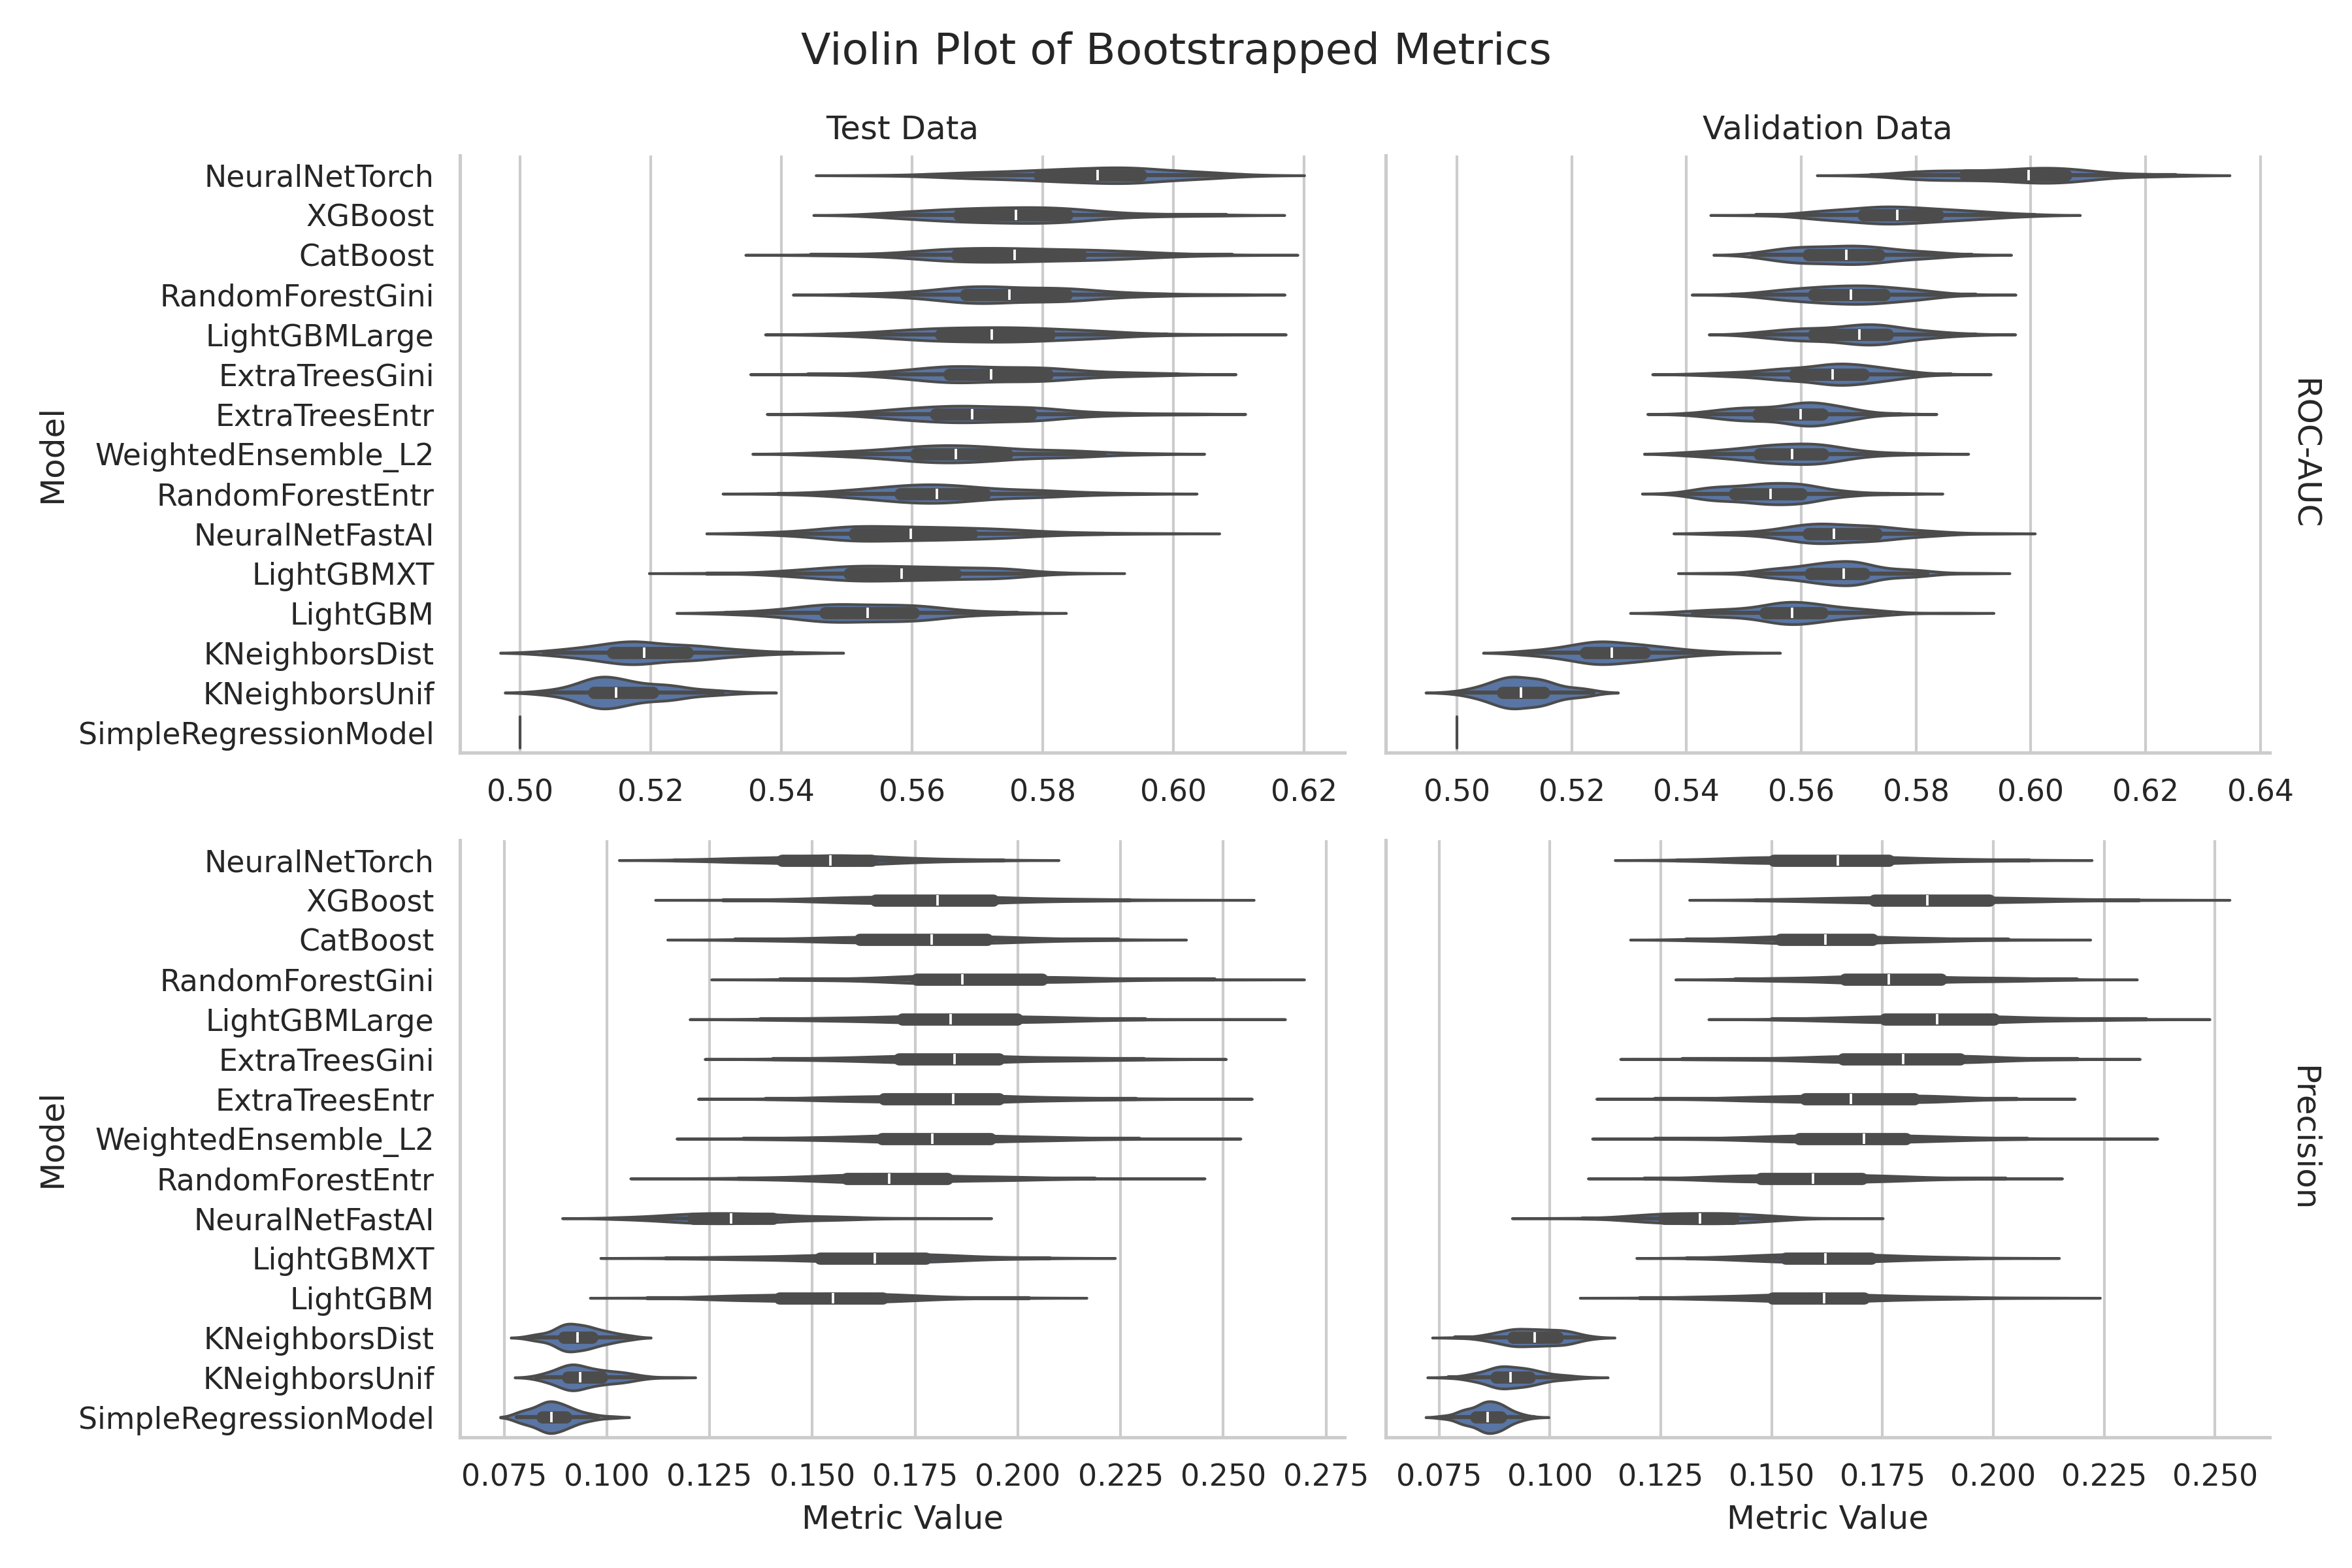 Violin Plot of Bootstrapped Metrics
Test Data
Validation Data
Model
NeuralNetTorch
XGBoost
CatBoost
RandomForestGini
LightGBMLarge
ExtraTreesGini
ExtraTreesEntr
WeightedEnsemble_L2
RandomForestEntr
NeuralNetFastAI
LightGBMXT
LightGBM
KNeighborsDist
KNeighborsUnif
SimpleRegressionModel
0.50 0.52 0.54 0.56 0.58 0.60 0.62
0.50 0.52 0.54 0.56 0.58 0.60 0.62 0.64
ROC-AUC
Model
NeuralNetTorch
XGBoost
CatBoost
RandomForestGini
LightGBMLarge
ExtraTreesGini
ExtraTreesEntr
WeightedEnsemble_L2
RandomForestEntr
NeuralNetFastAI
LightGBMXT
LightGBM
KNeighborsDist
KNeighborsUnif
SimpleRegressionModel
0.075 0.100 0.125 0.150 0.175 0.200 0.225 0.250 0.275
Metric Value
0.075 0.100 0.125 0.150 0.175 0.200 0.225 0.250
Metric Value
Precision